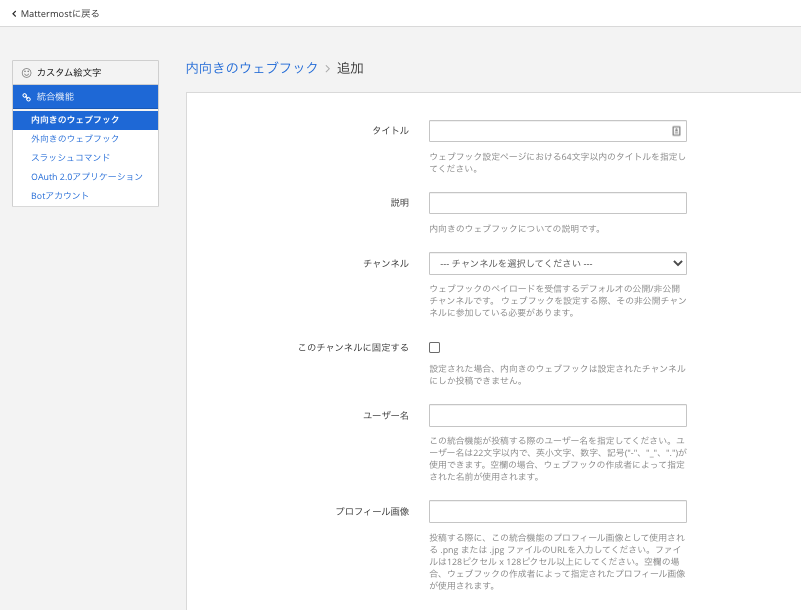 Mattermostに戻る
カスタム絵文字
統合機能
内向きのウェブフック
外向きのウェブフック
スラッシュコマンド
OAuth 2.0アプリケーション
Botアカウント
内向きのウェブフック > 追加
タイトル
ウェブフック設定ページにおける64文字以内のタイトルを指定し
てください。
説明
内向きのウェブフックについての説明です。
チャンネル
--- チャンネルを選択してください ---
ウェブフックのペイロードを受信するデフォルオの公開/非公開
チャンネルです。 ウェブフックを設定する際、その非公開チャン
ネルに参加している必要があります。
このチャンネルに固定する
設定された場合、内向きのウェブフックは設定されたチャンネル
にしか投稿できません。
ユーザー名
この統合機能が投稿する際のユーザー名を指定してください。ユ
ーザー名は22文字以内で、英小文字、数字、記号("-"、"_"、".")が
使用できます。空欄の場合、ウェブフックの作成者によって指定
された名前が使用されます。
プロフィール画像
投稿する際に、この統合機能のプロフィール画像として使用され
る .png または .jpg ファイルのURLを入力してください。ファイ
ルは128ピクセル x 128ピクセル以上にしてください。空欄の場
合、ウェブフックの作成者によって指定されたプロフィール画像
が使用されます。